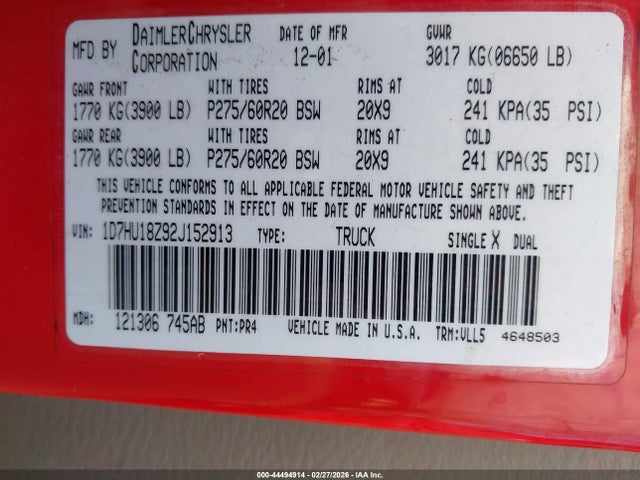 MFD BY DAIMLERCHRYSLER CORPORATION DATE OF MFR 12-01 GVWR 3017 KG(06650 LB)
GAWR FRONT WITH TIRES RIMS AT COLD
1770 KG(3900 LB) P275/60R20 BSW 20X9 241 KPA(35 PSI)
GAWR REAR WITH TIRES RIMS AT COLD
1770 KG(3900 LB) P275/60R20 BSW 20X9 241 KPA(35 PSI)
THIS VEHICLE CONFORMS TO ALL APPLICABLE FEDERAL MOTOR VEHICLE SAFETY AND THEFT
PREVENTION STANDARDS IN EFFECT ON THE DATE OF MANUFACTURE SHOWN ABOVE.
VIN: 1D7HU18Z92J152913 TYPE: TRUCK SINGLE X DUAL
MDH: 121306 745AB PNT:PR4 VEHICLE MADE IN U.S.A. TRM:VLL5 4648503
000-44494914 - 02/27/2026 - IAA Inc.